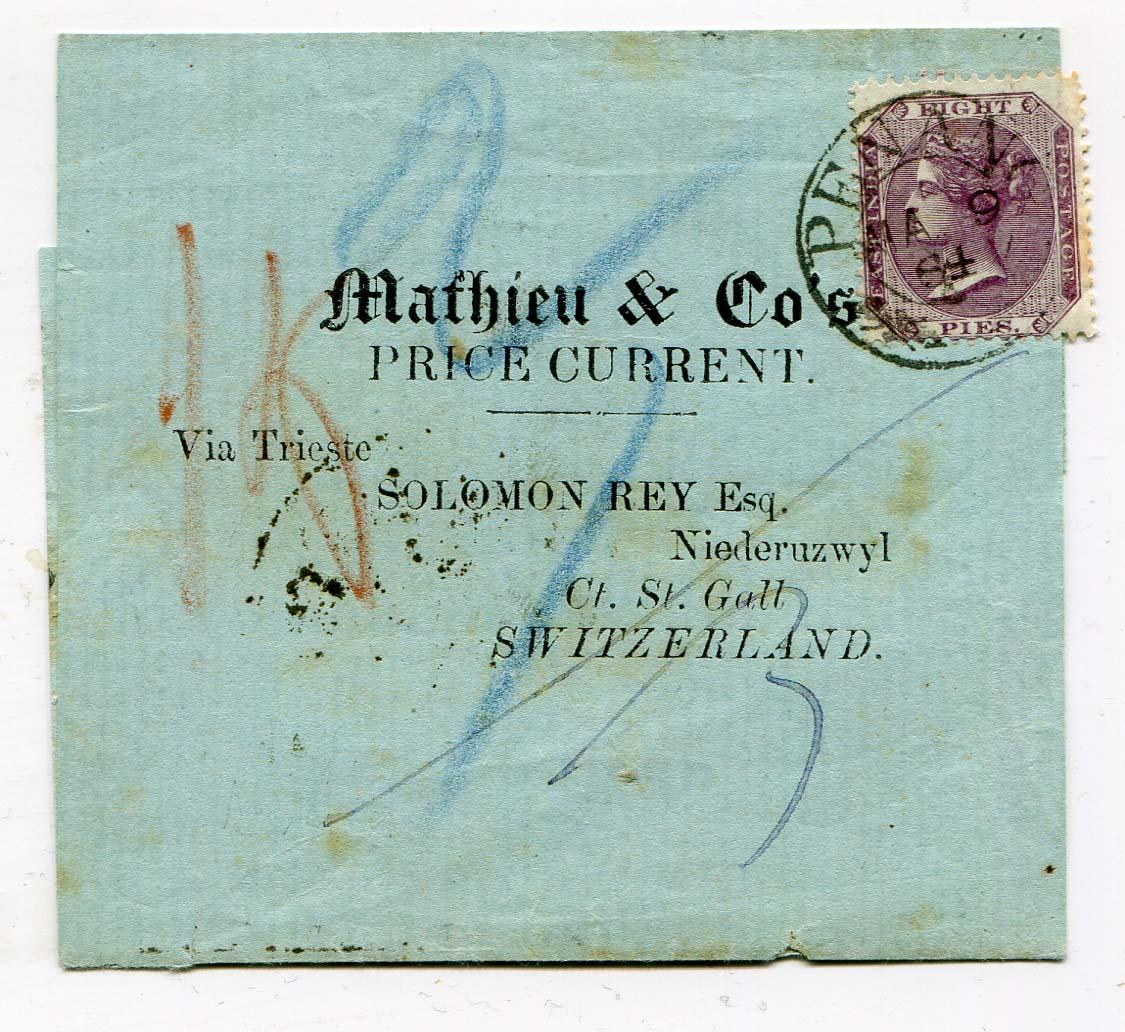 EIGHT
EAST INDIA
POSTAGE
PIES.
PENAN
Mathieu & Co's
PRICE CURRENT.
Via Trieste
SOLOMON REY Esq.
Niederuzwyl
Ct. St. Gall
SWITZERLAND.